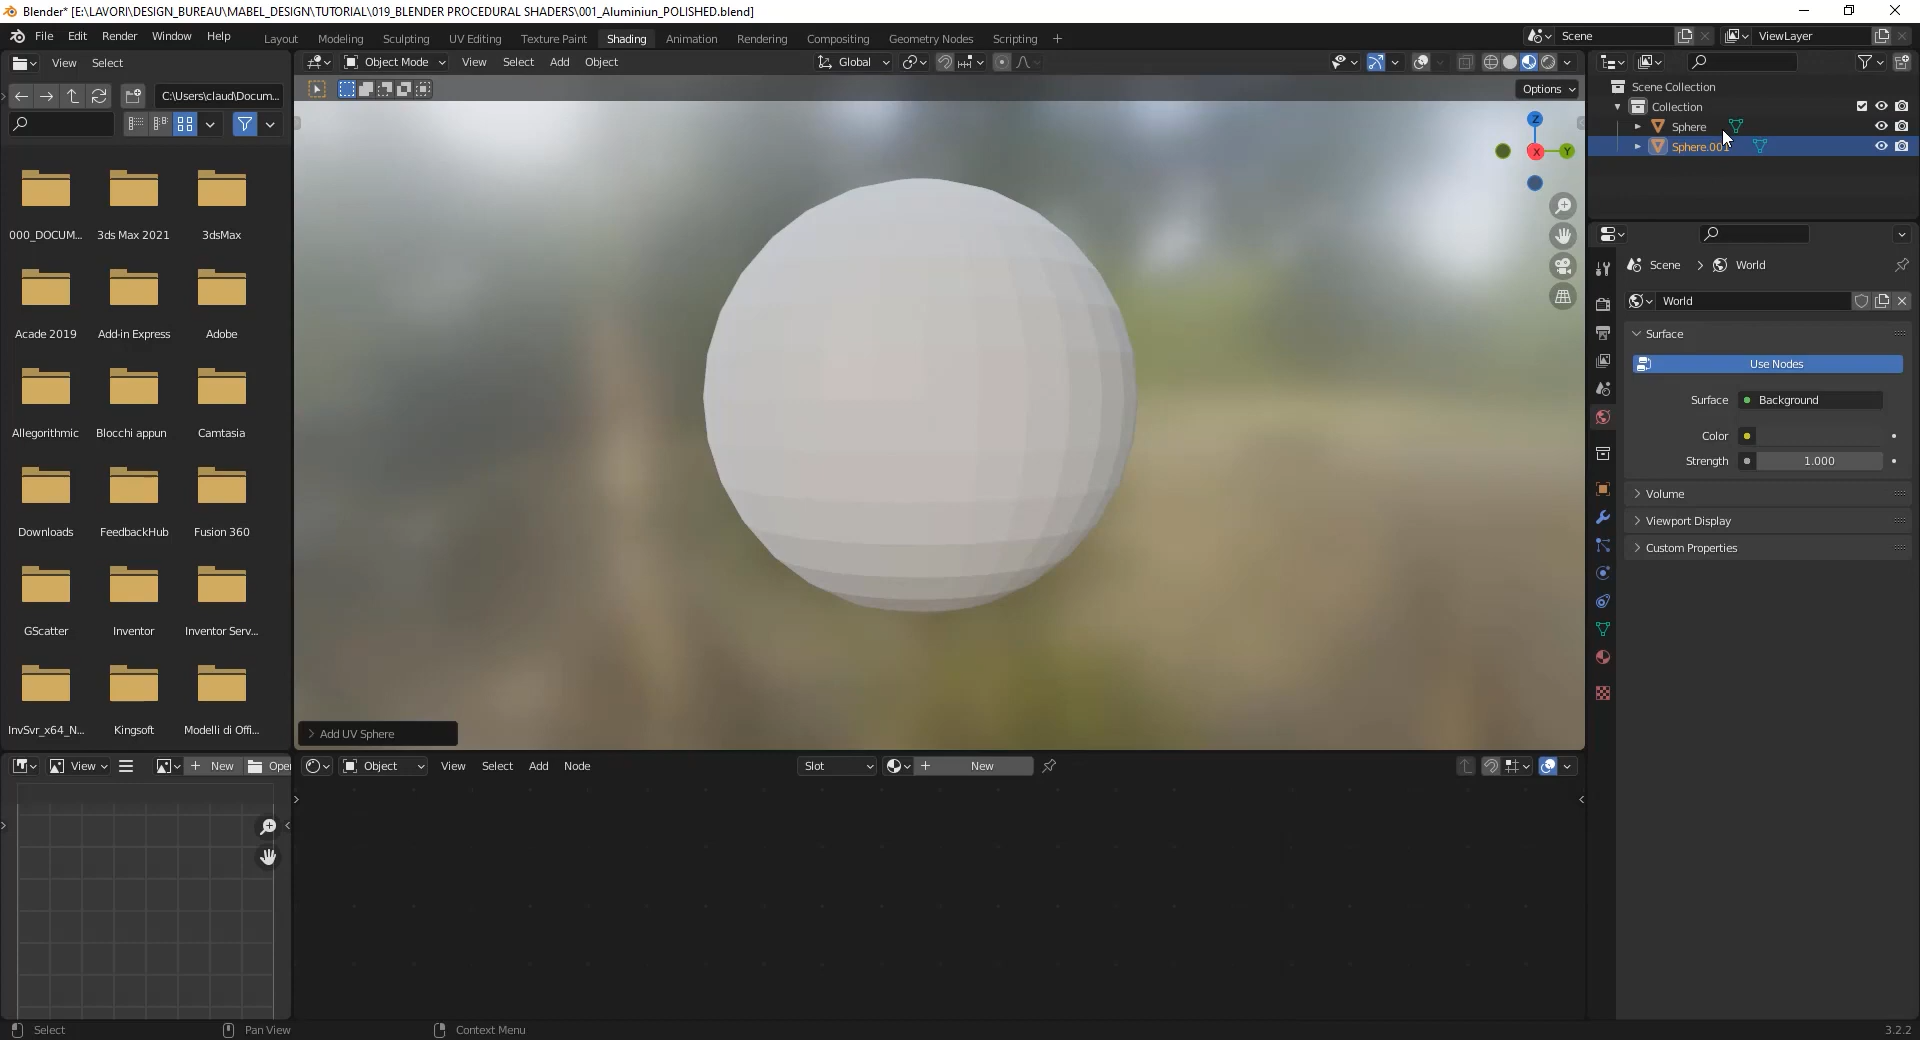 Blender* [E:\LAVORI\DESIGN_BUREAU\MABEL_DESIGN\TUTORIAL\019_BLENDER PROCEDURAL SHADERS\001_Aluminiun_POLISHED.blend]
File Edit Render Window Help
Layout Modeling Sculpting UV Editing Texture Paint Shading Animation Rendering Compositing Geometry Nodes Scripting +
Scene
ViewLayer
View Select
Object Mode View Select Add Object
Global
C:\Users\claud\Docum...
Options
Z
X
Y
Scene Collection
Collection
Sphere
Sphere.001
000_DOCUM... 3ds Max 2021 3dsMax
Acade 2019 Add-in Express Adobe
Allegorithmic Blocchi appun Camtasia
Downloads FeedbackHub Fusion 360
GScatter Inventor Inventor Serv...
InvSvr_x64_N... Kingsoft Modelli di Offi...
Scene > World
World
Surface
Use Nodes
Surface Background
Color
Strength 1.000
Volume
Viewport Display
Custom Properties
Add UV Sphere
View New Open
Object View Select Add Node
Slot
New
Select
Pan View
Context Menu
3.2.2